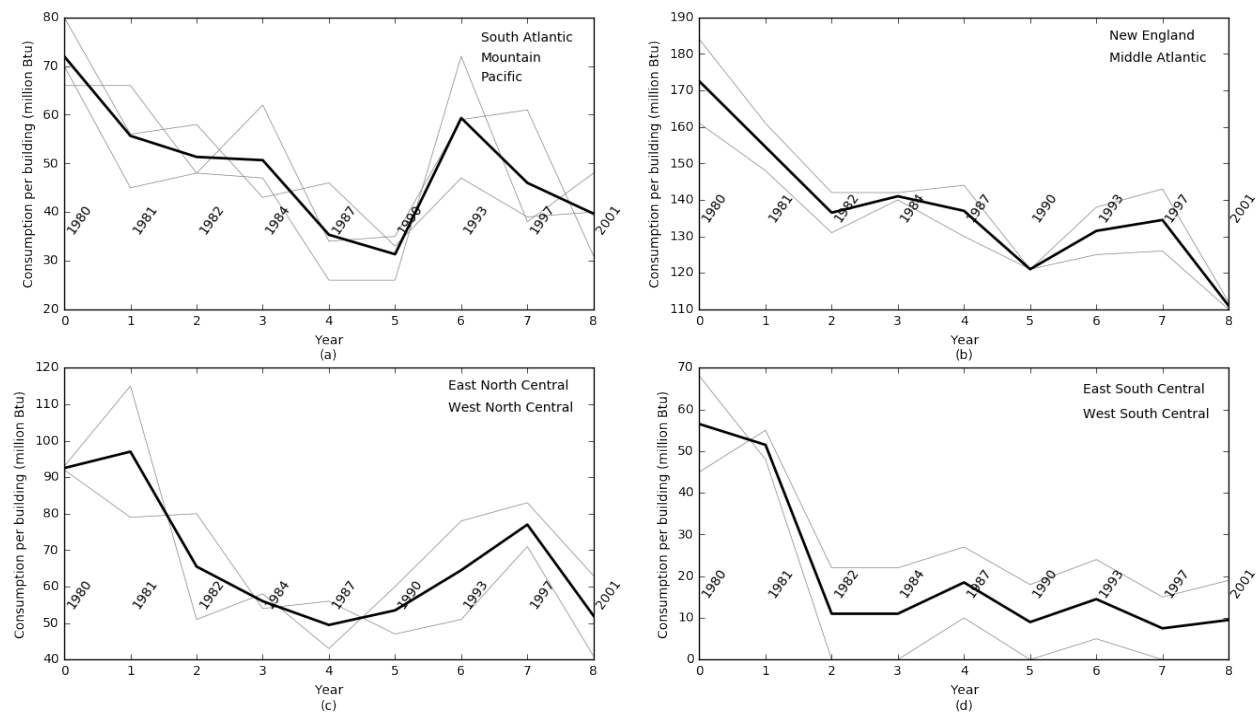 Consumption per building (million Btu)
80
70
60
50
40
30
20
South Atlantic
Mountain
Pacific
1980
1981
1982
1984
1987
1990
1993
1997
2001
0 1 2 3 4 5 6 7 8
Year
(a)
Consumption per building (million Btu)
190
180
170
160
150
140
130
120
110
New England
Middle Atlantic
1980
1981
1982
1984
1987
1990
1993
1997
2001
0 1 2 3 4 5 6 7 8
Year
(b)
Consumption per building (million Btu)
120
110
100
90
80
70
60
50
40
East North Central
West North Central
1980
1981
1982
1984
1987
1990
1993
1997
2001
0 1 2 3 4 5 6 7 8
Year
(c)
Consumption per building (million Btu)
70
60
50
40
30
20
10
0
East South Central
West South Central
1980
1981
1982
1984
1987
1990
1993
1997
2001
0 1 2 3 4 5 6 7 8
Year
(d)